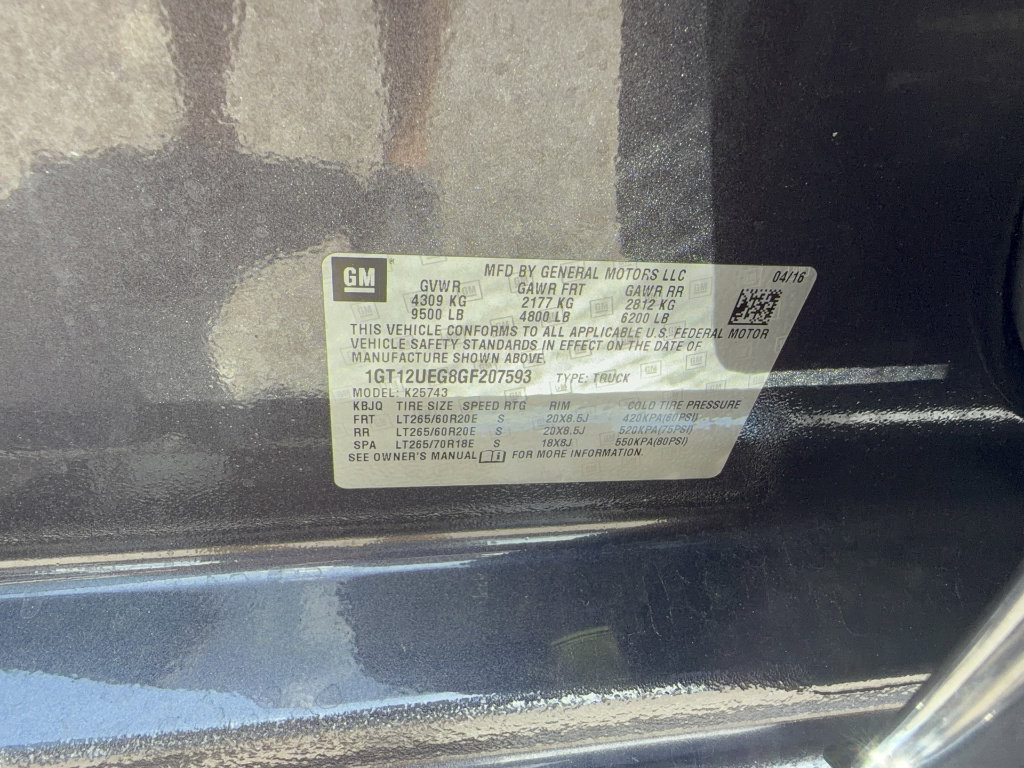 GM
MFD BY GENERAL MOTORS LLC
04/16
GVWR GAWR FRT GAWR RR
4309 KG 2177 KG 2812 KG
9500 LB 4800 LB 6200 LB
THIS VEHICLE CONFORMS TO ALL APPLICABLE U.S. FEDERAL MOTOR
VEHICLE SAFETY STANDARDS IN EFFECT ON THE DATE OF
MANUFACTURE SHOWN ABOVE.
1GT12UEG8GF207593 TYPE: TRUCK
MODEL: K25743
KBJQ TIRE SIZE SPEED RTG RIM COLD TIRE PRESSURE
FRT LT265/60R20E S 20X8.5J 420KPA(60PSI)
RR LT265/60R20E S 20X8.5J 520KPA(75PSI)
SPA LT265/70R18E S 18X8J 550KPA(80PSI)
SEE OWNER'S MANUAL FOR MORE INFORMATION.